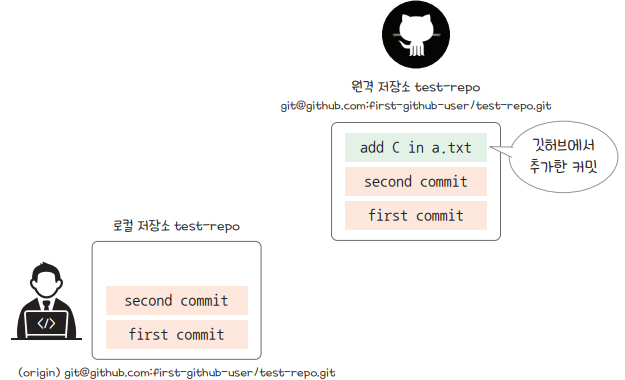 원격 저장소 test-repo
git@github.com:first-github-user/test-repo.git
add C in a.txt
second commit
first commit
깃허브에서
추가한 커밋
로컬 저장소 test-repo
second commit
first commit
</>
(origin) git@github.com:first-github-user/test-repo.git